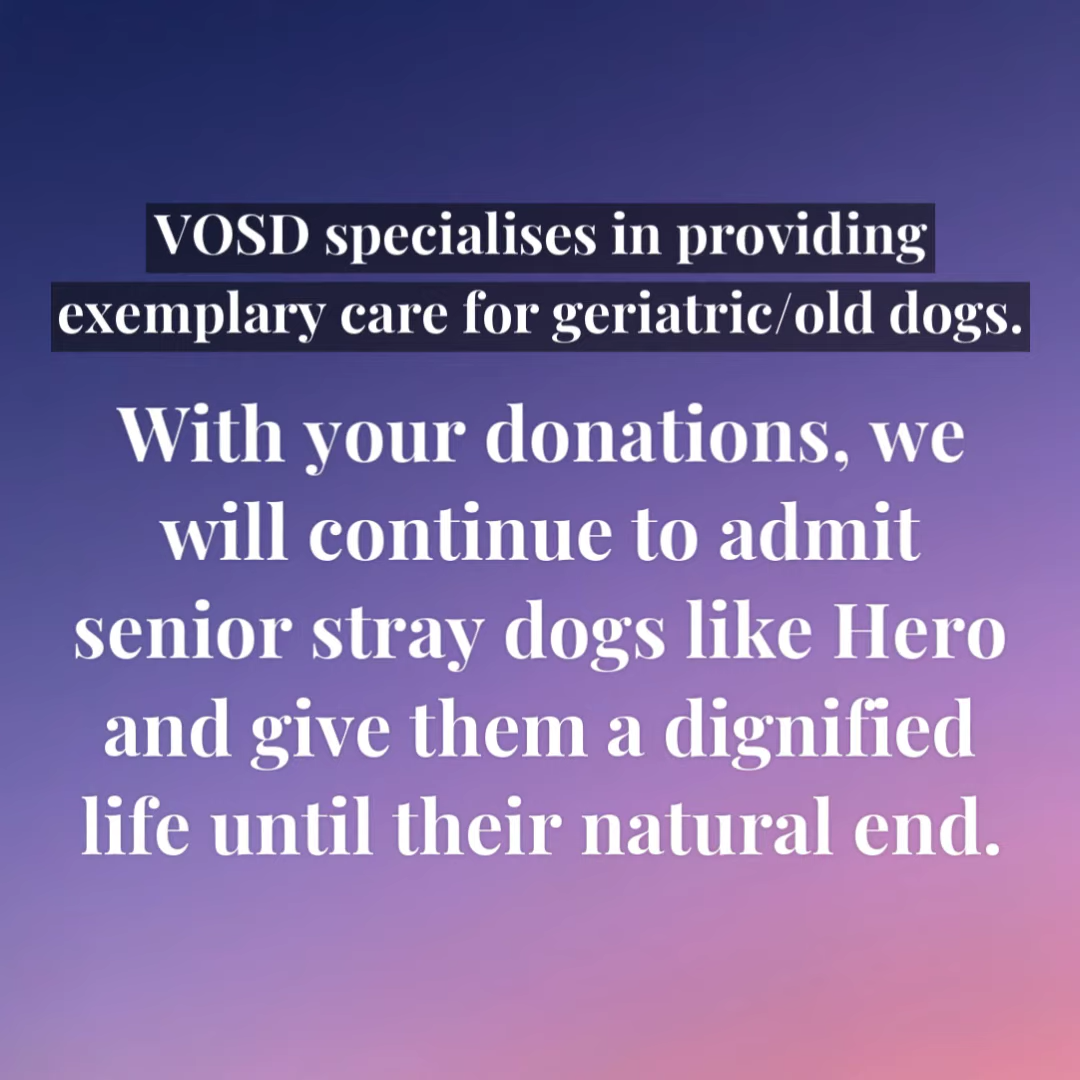 VOSD specialises in providing
exemplary care for geriatric/old dogs.
With your donations, we
will continue to admit
senior stray dogs like Hero
and give them a dignified
life until their natural end.